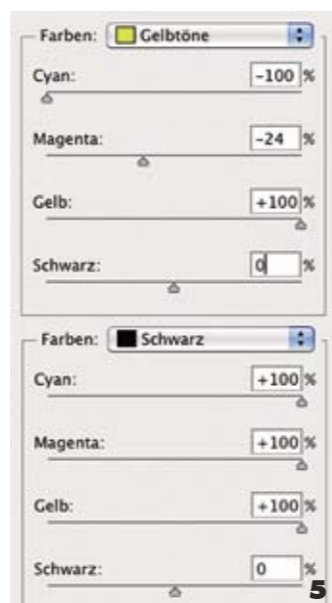 Farben: Gelbtöne
Cyan: -100 %
Magenta: -24 %
Gelb: +100 %
Schwarz: 0 %
Farben: Schwarz
Cyan: +100 %
Magenta: +100 %
Gelb: +100 %
Schwarz: 0 %
5